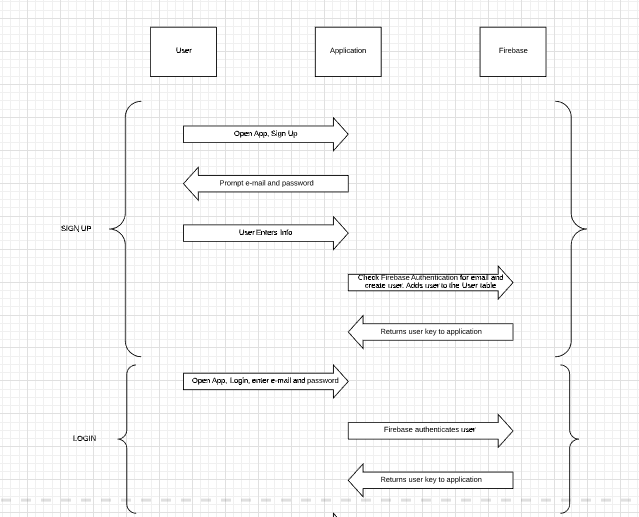 User
Application
Firebase
Open App, Sign Up
Prompt e-mail and password
SIGN UP
User Enters Info
Check Firebase Authentication for email and
create user. Adds user to the User table
Returns user key to application
Open App, Login, enter e-mail and password
Firebase authenticates user
LOGIN
Returns user key to application